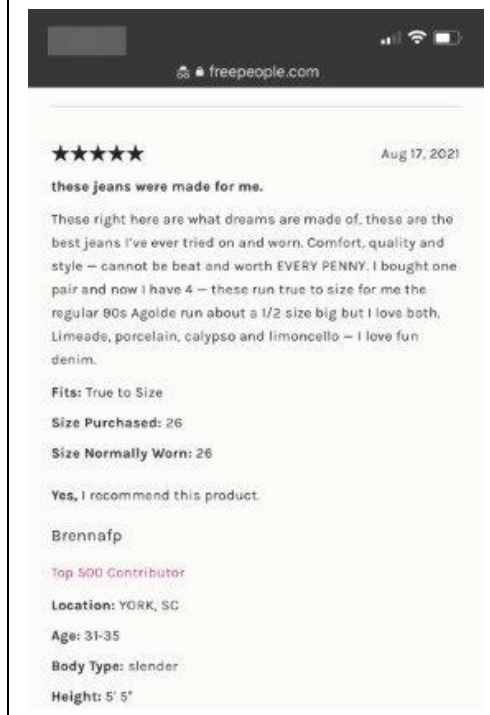 freepeople.com
★★★★★ Aug 17, 2021
these jeans were made for me.
These right here are what dreams are made of, these are the
best jeans I've ever tried on and worn. Comfort, quality and
style — cannot be beat and worth EVERY PENNY. I bought one
pair and now I have 4 — these run true to size for me the
regular 90s Agolde run about a 1/2 size big but I love both.
Limeade, porcelain, calypso and limoncello — I love fun
denim.
Fits: True to Size
Size Purchased: 26
Size Normally Worn: 26
Yes, I recommend this product.
Brennafp
Top 500 Contributor
Location: YORK, SC
Age: 31-35
Body Type: slender
Height: 5' 5"